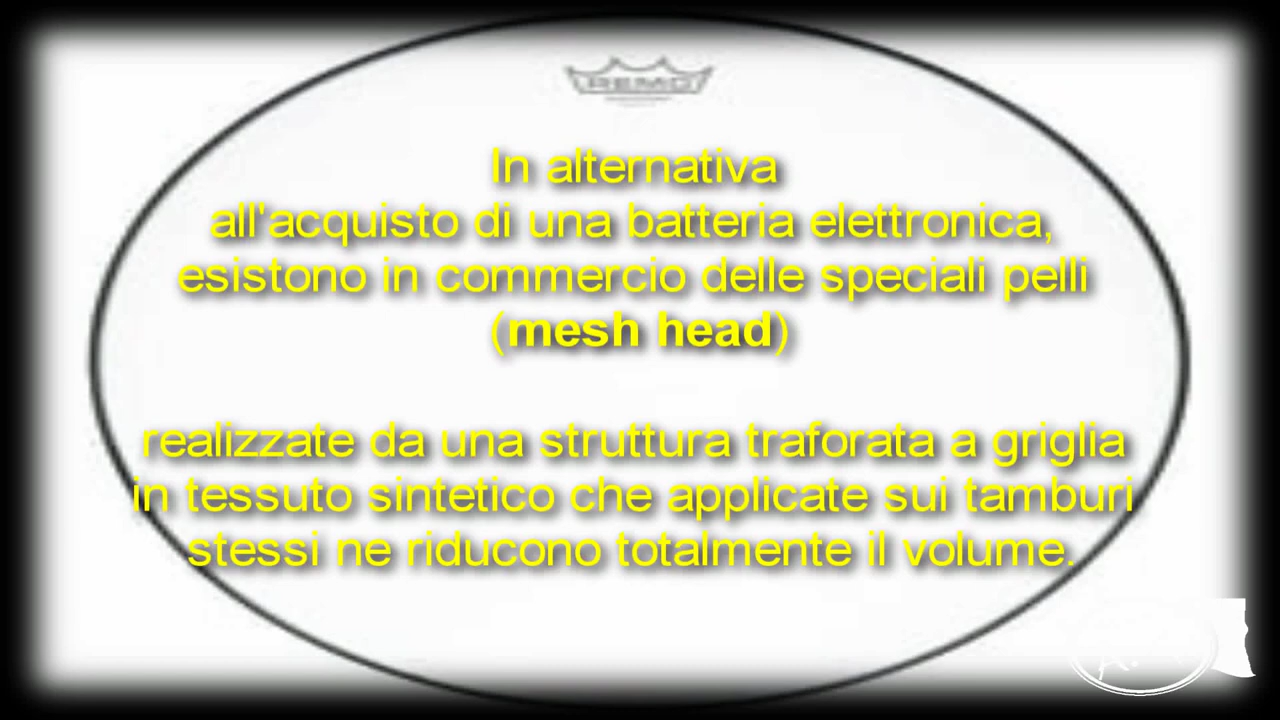 REMO
In alternativa
all'acquisto di una batteria elettronica,
esistono in commercio delle speciali pelli
(mesh head)
realizzate da una struttura traforata a griglia
in tessuto sintetico che applicate sui tamburi
stessi ne riducono totalmente il volume.